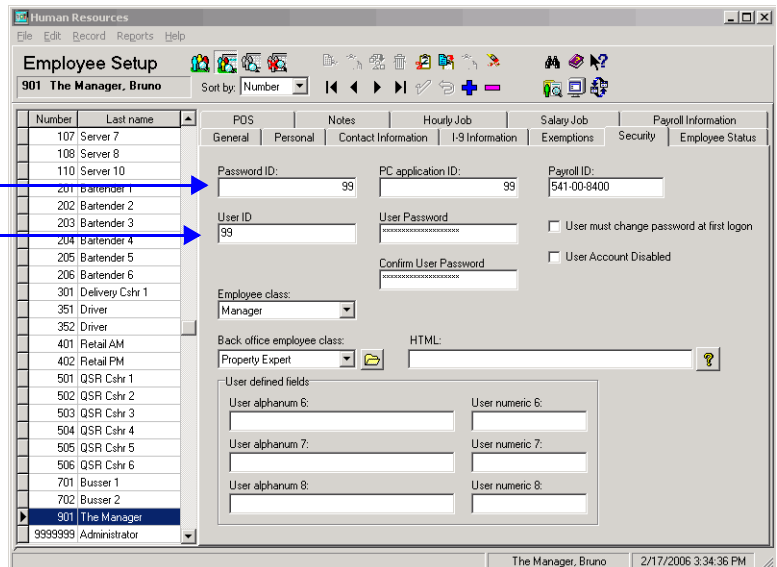 Human Resources
File Edit Record Reports Help
Employee Setup
901 The Manager, Bruno
Sort by: Number
POS Notes Hourly Job Salary Job Payroll Information
General Personal Contact Information I-9 Information Exemptions Security Employee Status
Number Last name
107 Server 7
108 Server 8
110 Server 10
201 Bartender 1
202 Bartender 2
203 Bartender 3
204 Bartender 4
205 Bartender 5
206 Bartender 6
301 Delivery Cshr 1
351 Driver
352 Driver
401 Retail AM
402 Retail PM
501 QSR Cshr 1
502 QSR Cshr 2
503 QSR Cshr 3
504 QSR Cshr 4
505 QSR Cshr 5
506 QSR Cshr 6
701 Busser 1
702 Busser 2
901 The Manager
9999999 Administrator
Password ID: PC application ID: Payroll ID:
99 99 541-00-8400
User ID User Password
99 xxxxxxxxxxxxxxxxxxx
User must change password at first logon
User Account Disabled
Confirm User Password
xxxxxxxxxxxxxxxxxxx
Employee class:
Manager
Back office employee class: HTML:
Property Expert
User defined fields
User alphanum 6: User numeric 6:
User alphanum 7: User numeric 7:
User alphanum 8: User numeric 8:
The Manager, Bruno 2/17/2006 3:34:36 PM